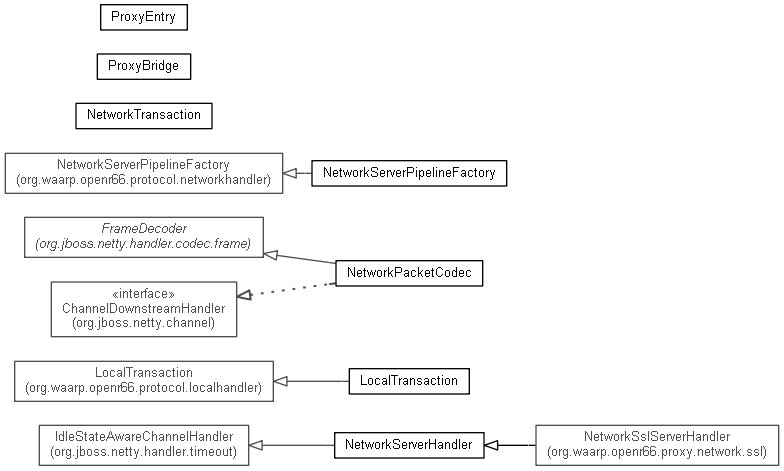 ProxyEntry
ProxyBridge
NetworkTransaction
NetworkServerPipelineFactory
(org.waarp.openr66.protocol.networkhandler)
NetworkServerPipelineFactory
FrameDecoder
(org.jboss.netty.handler.codec.frame)
NetworkPacketCodec
«interface»
ChannelDownstreamHandler
(org.jboss.netty.channel)
LocalTransaction
(org.waarp.openr66.protocol.localhandler)
LocalTransaction
IdleStateAwareChannelHandler
(org.jboss.netty.handler.timeout)
NetworkServerHandler
NetworkSslServerHandler
(org.waarp.openr66.proxy.network.ssl)